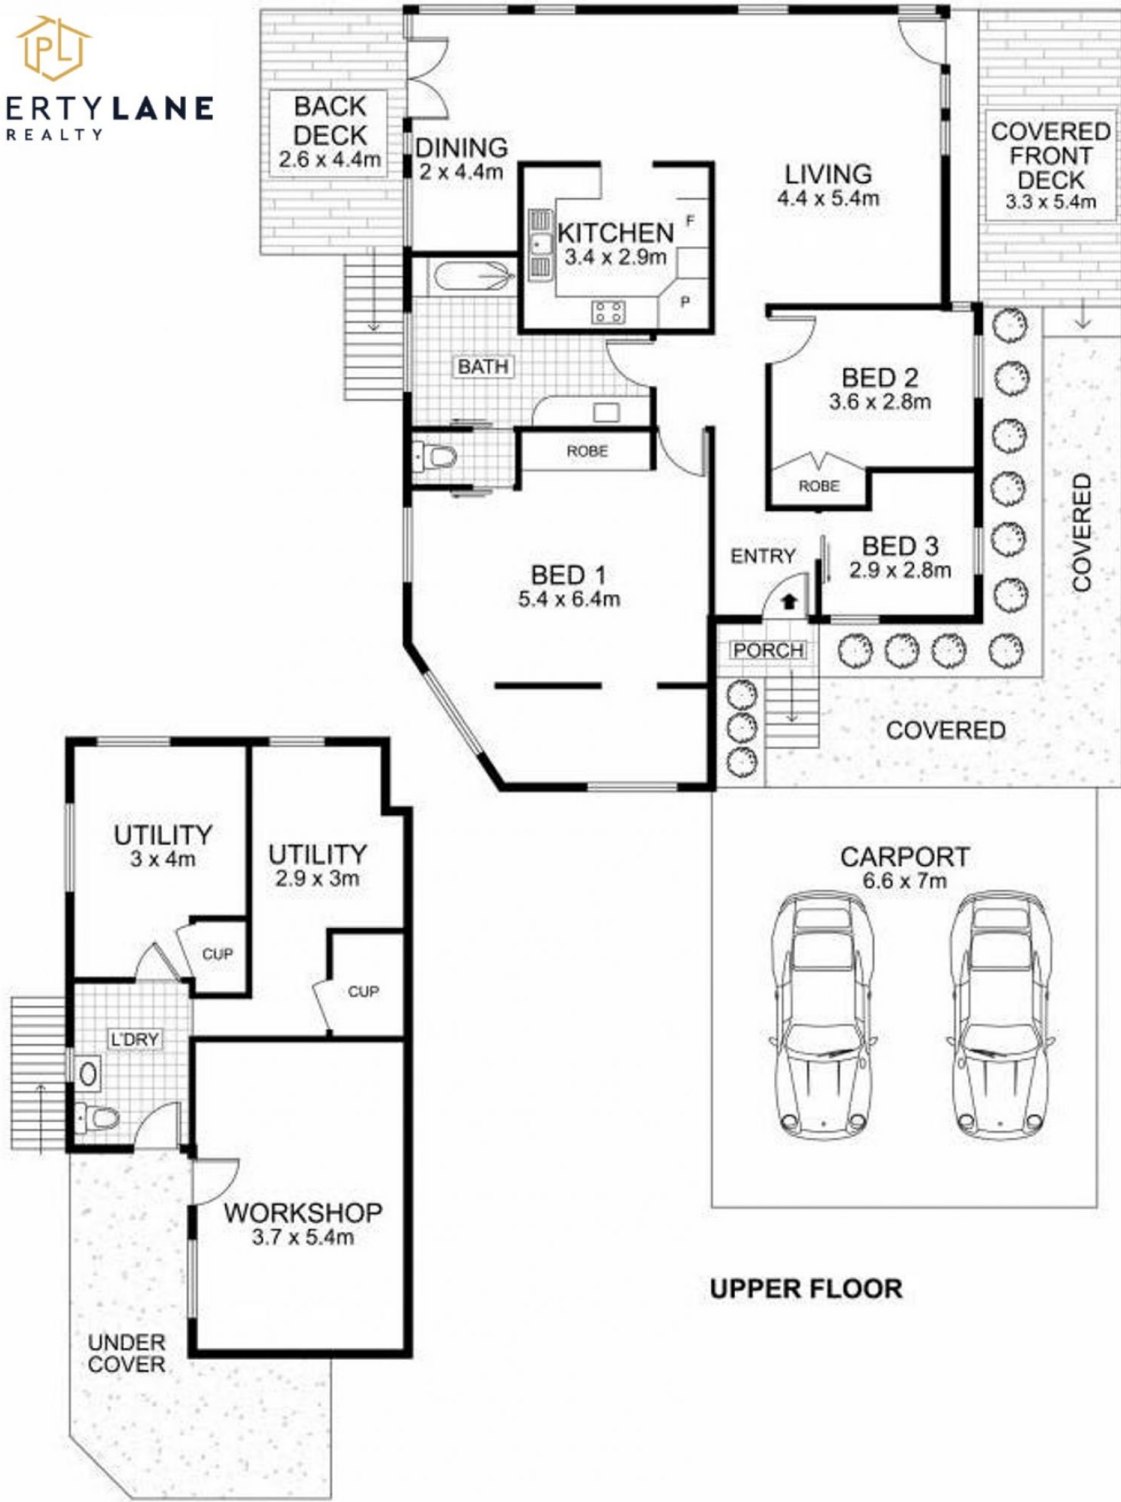 PL
ERTYLANE
REALTY
BACK
DECK
2.6 x 4.4m
DINING
2 x 4.4m
KITCHEN
3.4 x 2.9m
F
P
LIVING
4.4 x 5.4m
COVERED
FRONT
DECK
3.3 x 5.4m
BATH
BED 2
3.6 x 2.8m
ROBE
ROBE
COVERED
ENTRY
BED 3
2.9 x 2.8m
BED 1
5.4 x 6.4m
PORCH
COVERED
UTILITY
3 x 4m
UTILITY
2.9 x 3m
CUP
CUP
L'DRY
CARPORT
6.6 x 7m
WORKSHOP
3.7 x 5.4m
UPPER FLOOR
UNDER
COVER